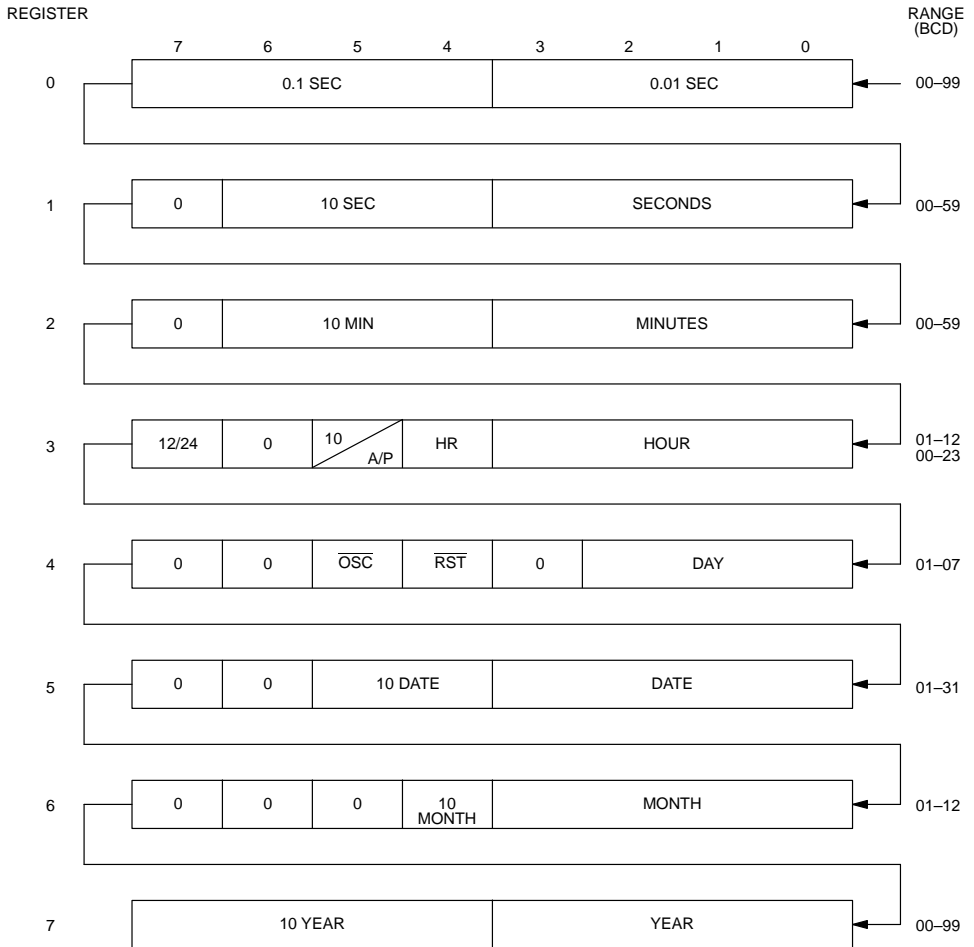 REGISTER RANGE
(BCD)
7 6 5 4 3 2 1 0
0 0.1 SEC 0.01 SEC 00–99
1 0 10 SEC SECONDS 00–59
2 0 10 MIN MINUTES 00–59
3 12/24 0 10 A/P HR HOUR 01–12
00–23
4 0 0 O̅S̅C̅ R̅S̅T̅ 0 DAY 01–07
5 0 0 10 DATE DATE 01–31
6 0 0 0 10 MONTH 01–12
MONTH
7 10 YEAR YEAR 00–99